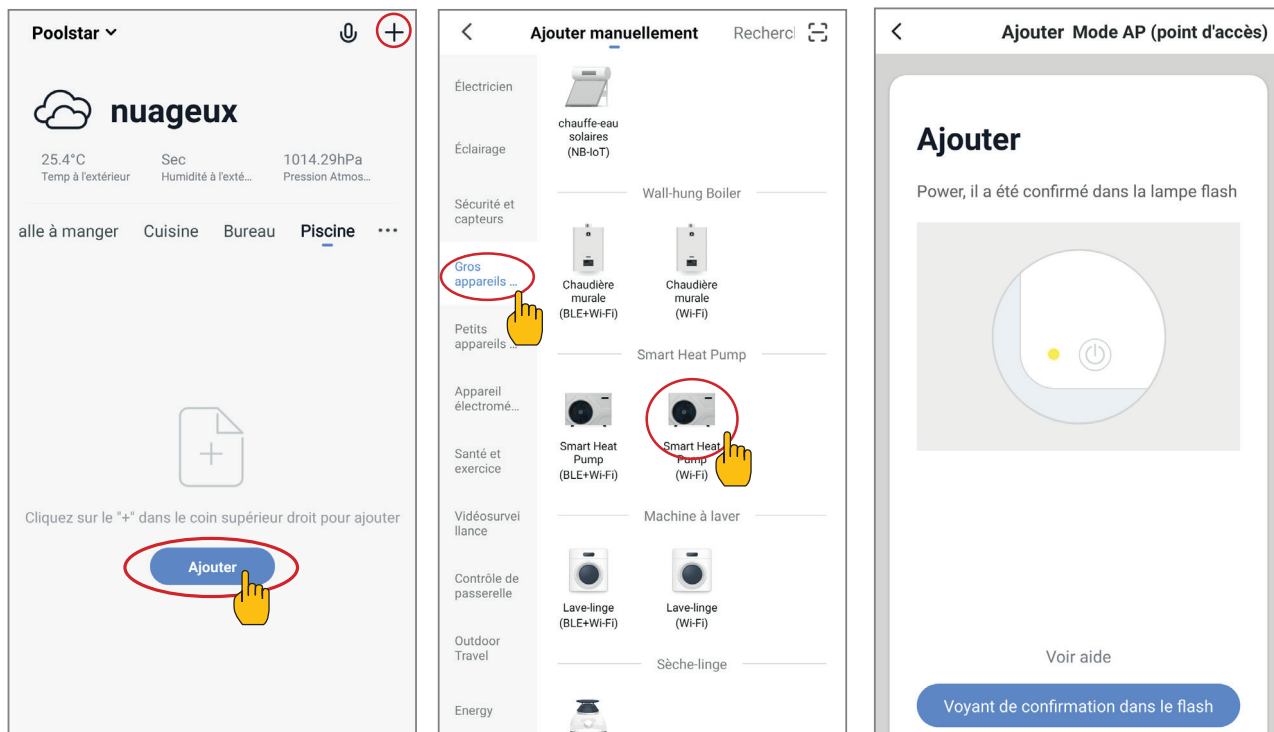 Poolstar
nuageux
25.4°C
Sec
1014.29hPa
Temp à l'extérieur
Humidité à l'exté...
Pression Atmos...
alle à manger
Cuisine
Bureau
Piscine
Cliquez sur le "+" dans le coin supérieur droit pour ajouter
Ajouter
Ajouter manuellement
Recherc
Électricien
Éclairage
Sécurité et
capteurs
Gros
appareils ...
Petits
appareils ...
Appareil
électromé...
Santé et
exercice
Vidéosurvei
llance
Contrôle de
passerelle
Outdoor
Travel
Energy
chauffe-eau
solaires
(NB-IoT)
Wall-hung Boiler
Chaudière
murale
(BLE+Wi-Fi)
Chaudière
murale
(Wi-Fi)
Smart Heat Pump
Smart Heat
Pump
(BLE+Wi-Fi)
Smart Heat
Pump
(Wi-Fi)
Machine à laver
Lave-linge
(BLE+Wi-Fi)
Lave-linge
(Wi-Fi)
Sèche-linge
Ajouter Mode AP (point d'accès)
Ajouter
Power, il a été confirmé dans la lampe flash
Voir aide
Voyant de confirmation dans le flash